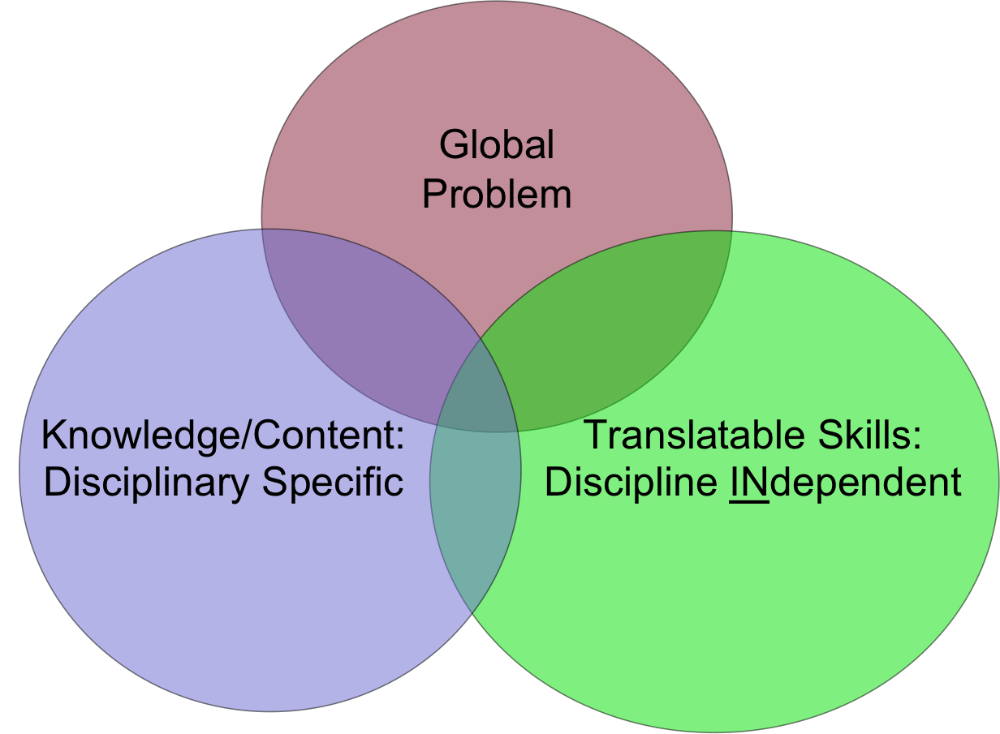 Global
Problem
Knowledge/Content:
Disciplinary Specific
Translatable Skills:
Discipline INdependent